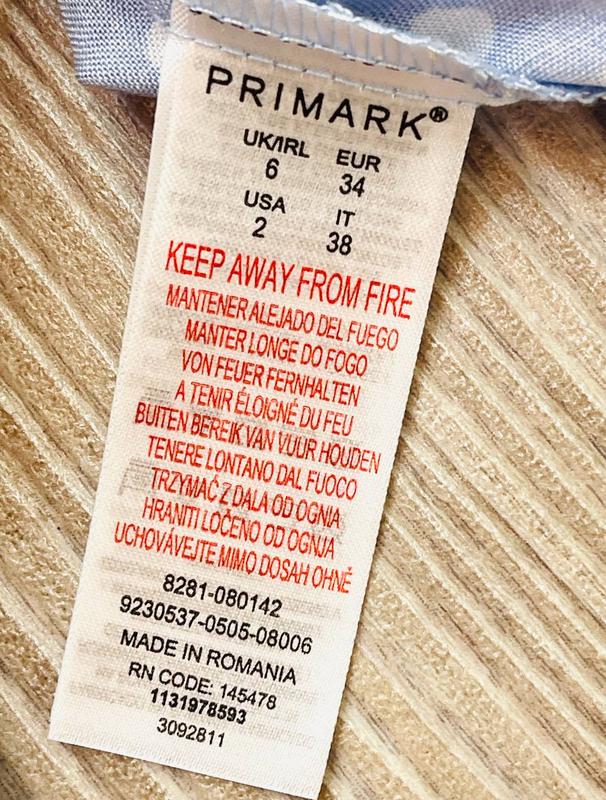 PRIMARK®
UK/IRL EUR
6 34
USA IT
2 38
KEEP AWAY FROM FIRE
MANTENER ALEJADO DEL FUEGO
MANTER LONGE DO FOGO
VON FEUER FERNHALTEN
A TENIR ÉLOIGNÉ DU FEU
BUITEN BEREIK VAN VUUR HOUDEN
TENERE LONTANO DAL FUOCO
TRZYMAĆ Z DALA OD OGNIA
HRANITI LOČENO OD OGNJA
UCHOVÁVEJTE MIMO DOSAH OHNĚ
8281-080142
9230537-0505-08006
MADE IN ROMANIA
RN CODE: 145478
1131978593
3092811